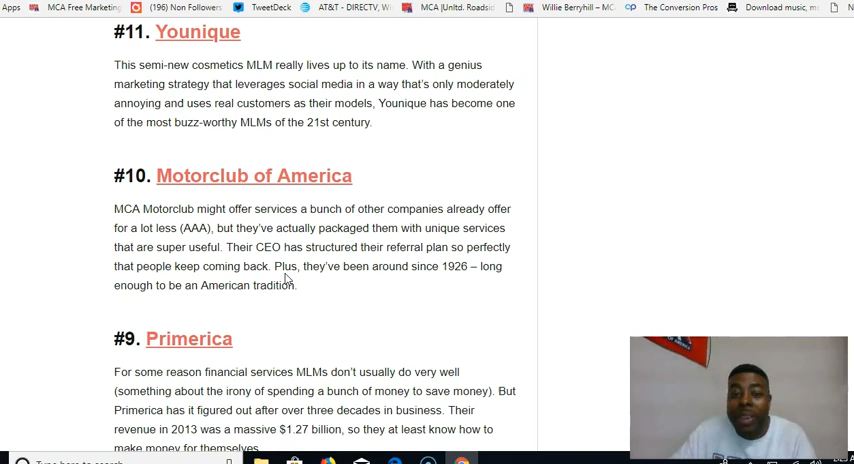 Apps MCA Free Marketing (196) Non Followers TweetDeck AT&T - DIRECTV, Wi MCA |Unltd. Roadsid Willie Berryhill – MC The Conversion Pros Download music, m
#11. Younique
This semi-new cosmetics MLM really lives up to its name. With a genius
marketing strategy that leverages social media in a way that's only moderately
annoying and uses real customers as their models, Younique has become one
of the most buzz-worthy MLMs of the 21st century.
#10. Motorclub of America
MCA Motorclub might offer services a bunch of other companies already offer
for a lot less (AAA), but they've actually packaged them with unique services
that are super useful. Their CEO has structured their referral plan so perfectly
that people keep coming back. Plus, they've been around since 1926 – long
enough to be an American tradition.
#9. Primerica
For some reason financial services MLMs don't usually do very well
(something about the irony of spending a bunch of money to save money). But
Primerica has it figured out after over three decades in business. Their
revenue in 2013 was a massive $1.27 billion, so they at least know how to
make money for themselves.
Type here to search